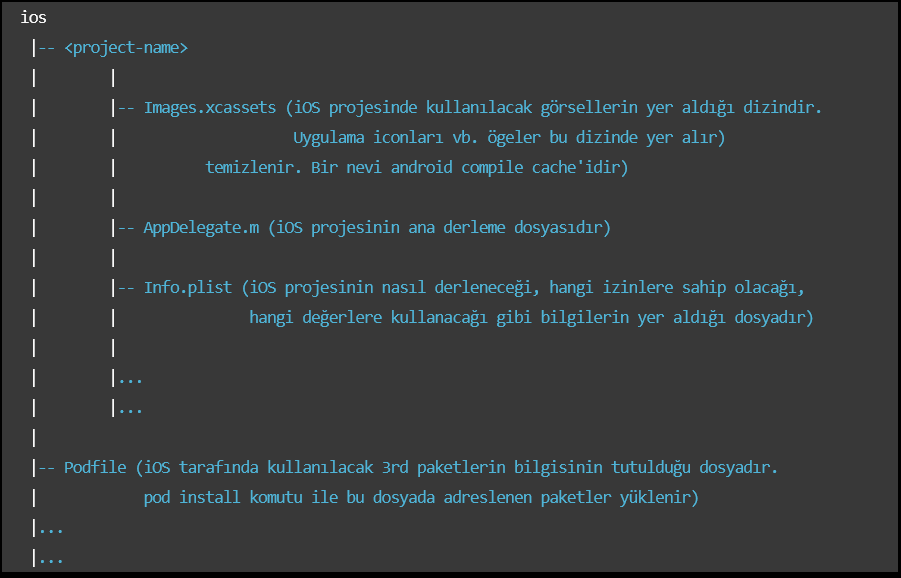 ios
|-- <project-name>
|        |
|        |-- Images.xcassets (iOS projesinde kullanılacak görsellerin yer aldığı dizindir.
|        |                    Uygulama iconları vb. ögeler bu dizinde yer alır)
|        |          temizlenir. Bir nevi android compile cache'idir)
|        |
|        |-- AppDelegate.m (iOS projesinin ana derleme dosyasıdır)
|        |
|        |-- Info.plist (iOS projesinin nasıl derleneceği, hangi izinlere sahip olacağı,
|        |               hangi değerlere kullanacağı gibi bilgilerin yer aldığı dosyadır)
|        |
|        |...
|        |...
|
|-- Podfile (iOS tarafında kullanılacak 3rd paketlerin bilgisinin tutulduğu dosyadır.
|            pod install komutu ile bu dosyada adreslenen paketler yüklenir)
|...
|...